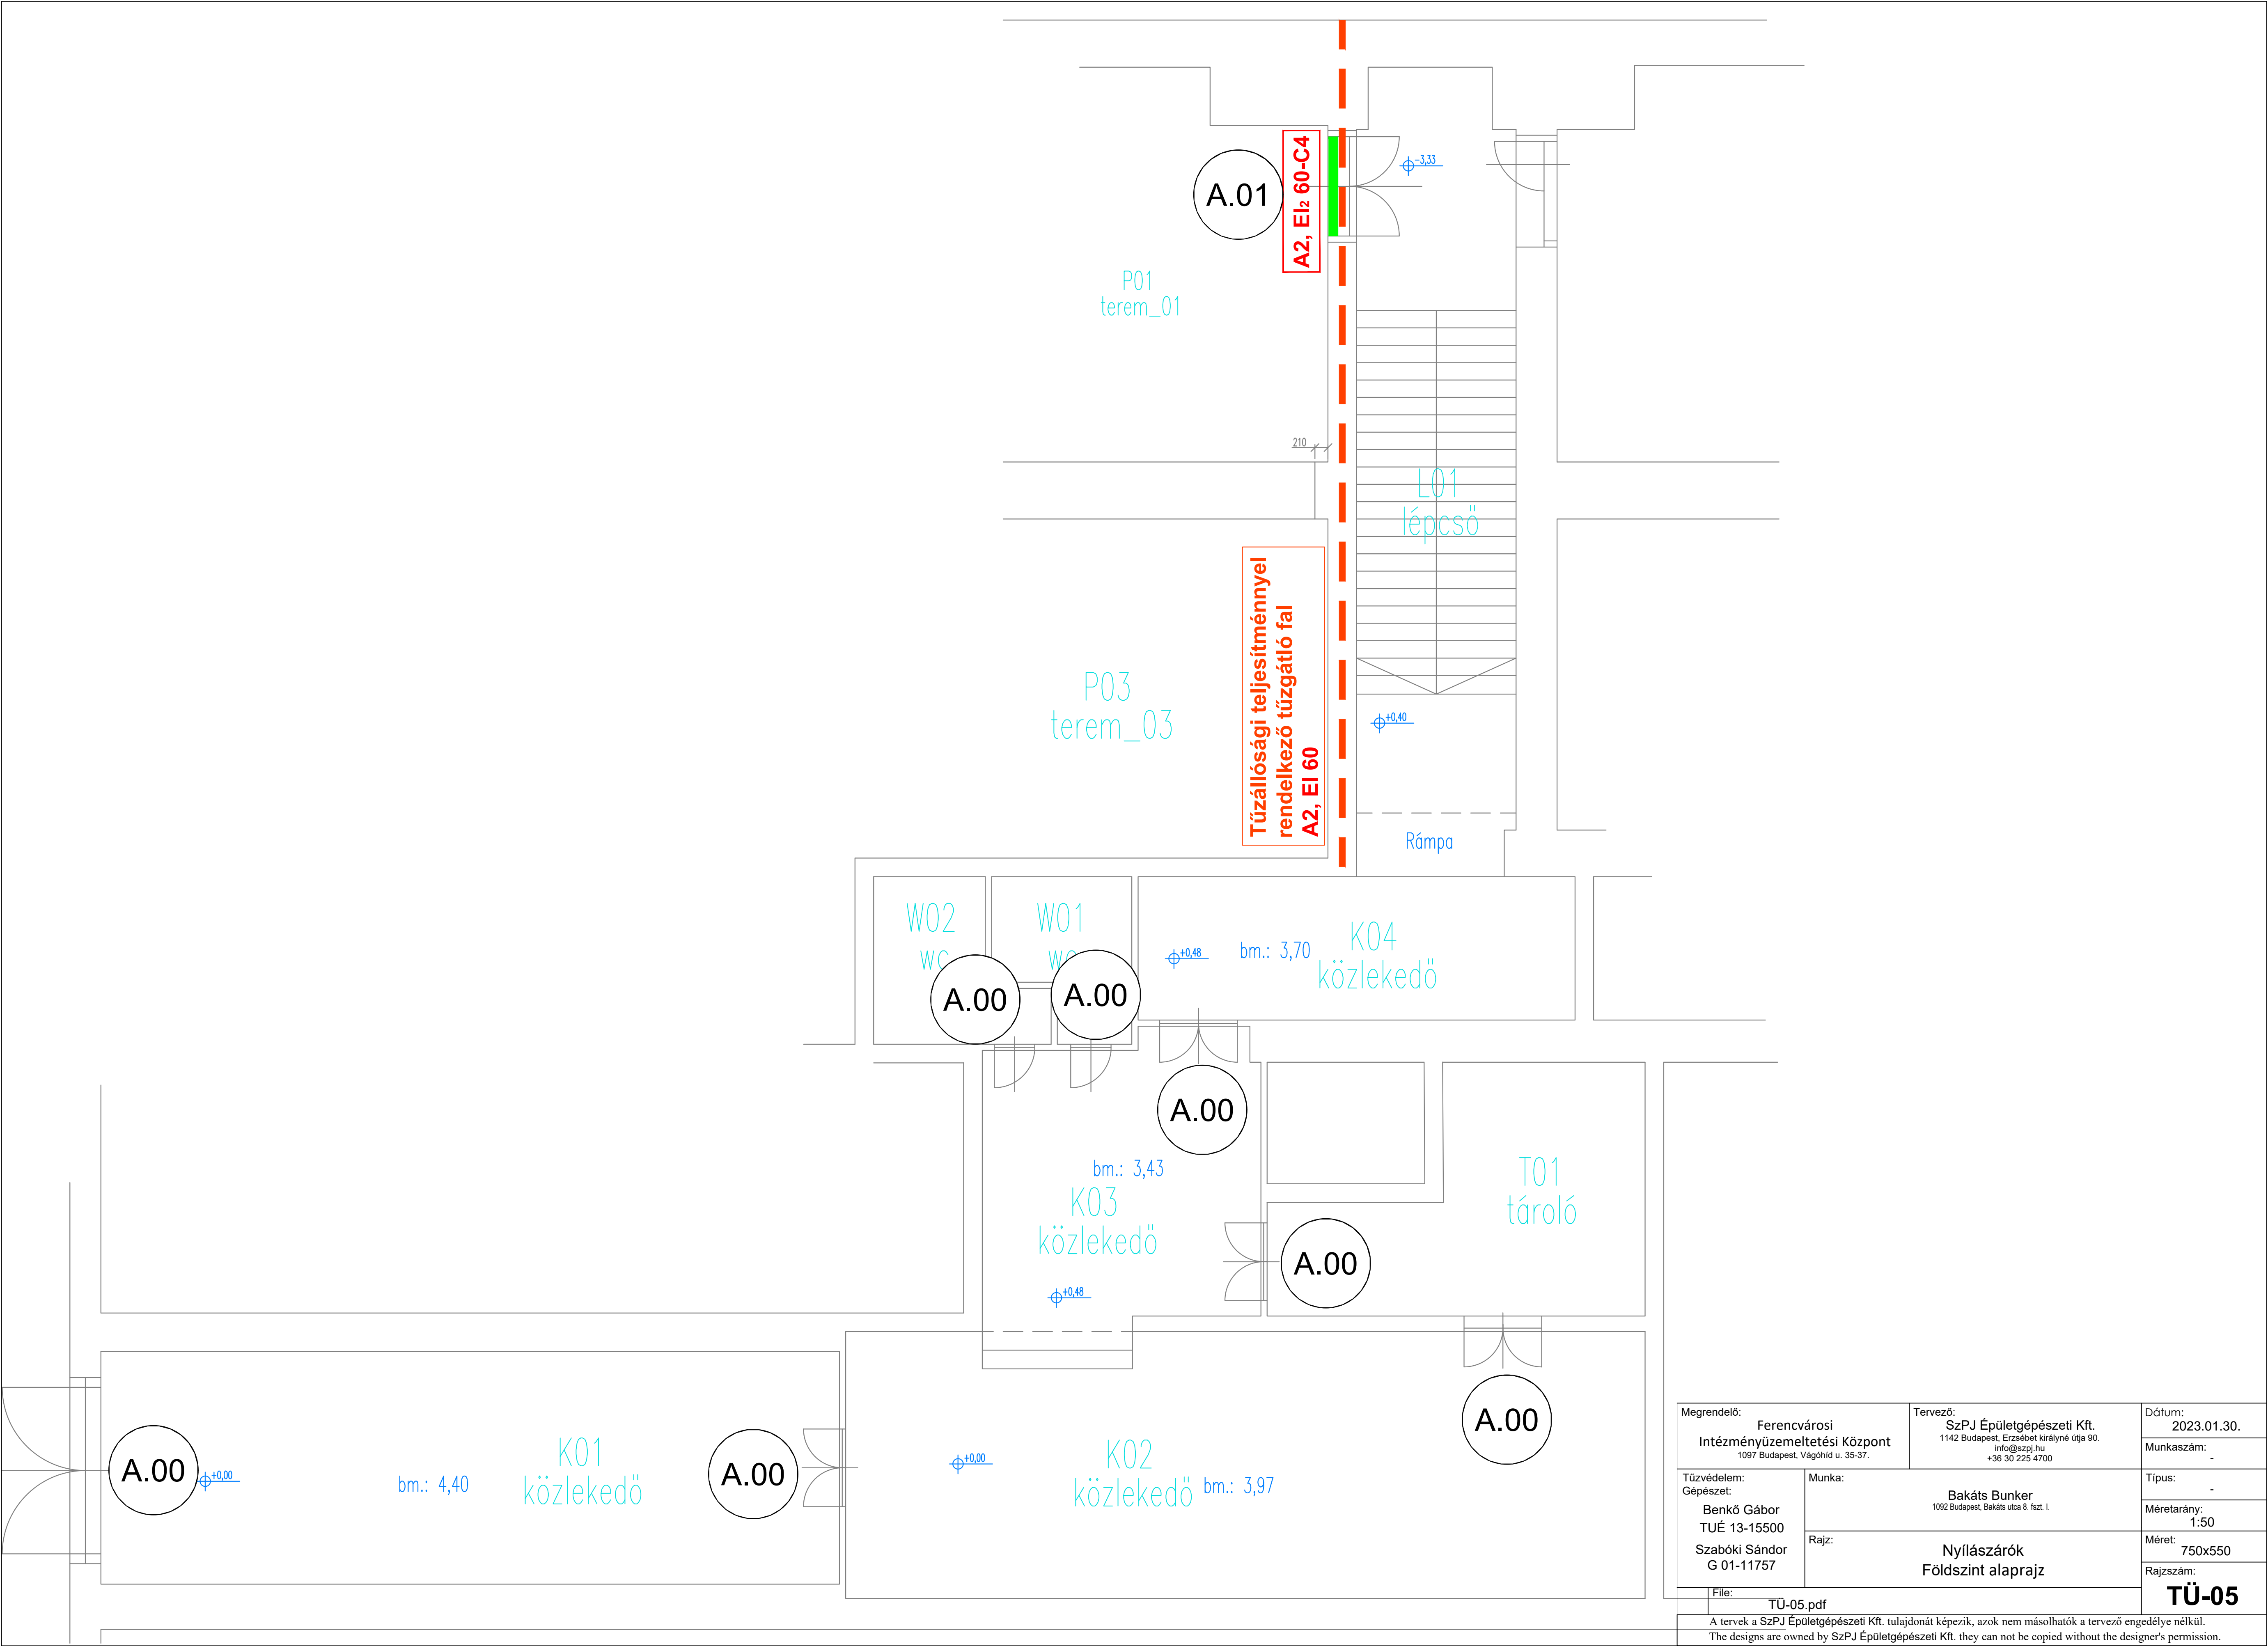 A.01
A2, EI₂ 60-C4
-3,33
P01
terem_01
210
L01
lépcső
Tűzállósági teljesítménnyel
rendelkező tűzgátló fal
A2, EI 60
P03
terem_03
+0,40
Rámpa
W02
wc
W01
A.00
A.00
+0,48
bm.: 3,70
K04
közlekedő
A.00
bm.: 3,43
K03
közlekedő
+0,48
T01
tároló
A.00
A.00
A.00
+0,00
bm.: 4,40
K01
közlekedő
A.00
+0,00
K02
közlekedő
bm.: 3,97
Megrendelő:
Ferencvárosi
Intézményüzemeltetési Központ
1097 Budapest, Vágóhíd u. 35-37.
Tervező:
SzPJ Épületgépészeti Kft.
1142 Budapest, Erzsébet királyné útja 90.
info@szpj.hu
+36 30 225 4700
Dátum:
2023.01.30.
Munkaszám:
-
Tűzvédelem:
Gépészet:
Benkő Gábor
TUÉ 13-15500
Szabóki Sándor
G 01-11757
Munka:
Bakáts Bunker
1092 Budapest, Bakáts utca 8. fszt. I.
Típus:
-
Méretarány:
1:50
Rajz:
Nyílászárók
Földszint alaprajz
Méret:
750x550
Rajzszám:
TÜ-05
File:
TÜ-05.pdf
A tervek a SzPJ Épületgépészeti Kft. tulajdonát képezik, azok nem másolhatók a tervező engedélye nélkül.
The designs are owned by SzPJ Épületgépészeti Kft. they can not be copied without the designer's permission.